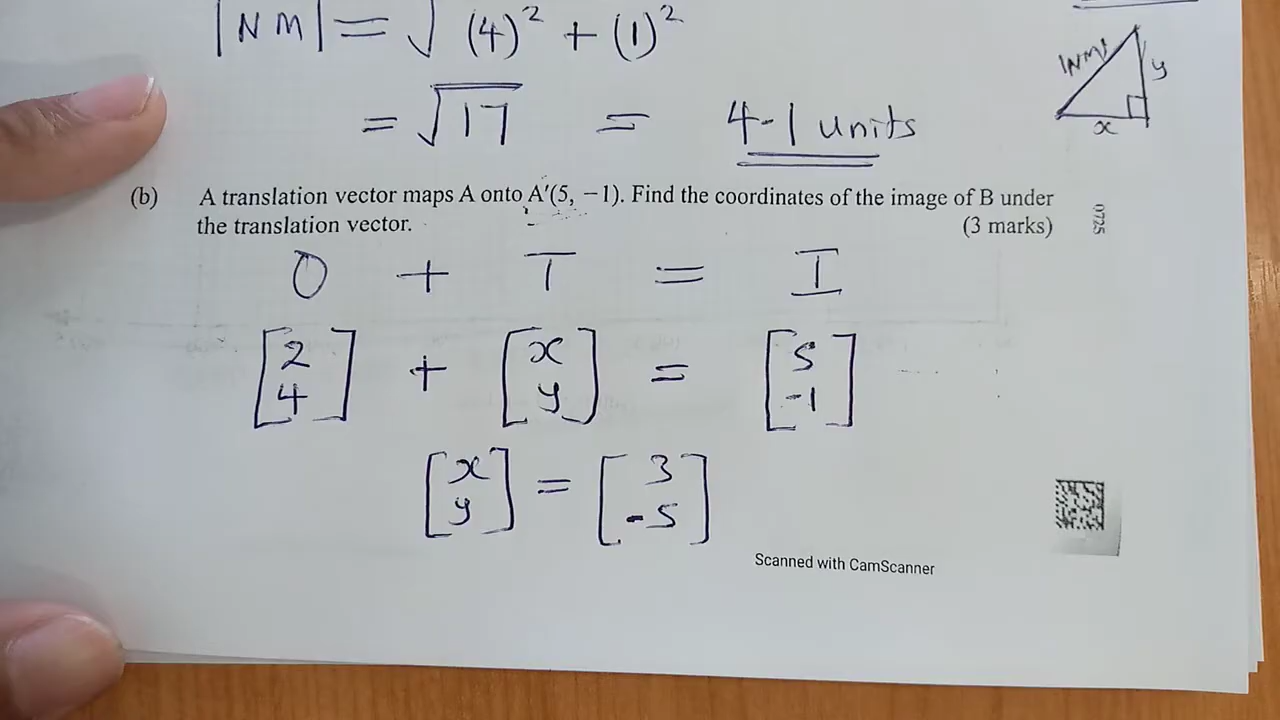 |NM| = √ (4)² + (1)²
|NM|
y
x
= √17 = 4.1 units
(b) A translation vector maps A onto A′(5, −1). Find the coordinates of the image of B under
the translation vector. (3 marks)
0725
O + T = I
[2 4] + [x y] = [5 -1]
[x y] = [3 -5]
Scanned with CamScanner